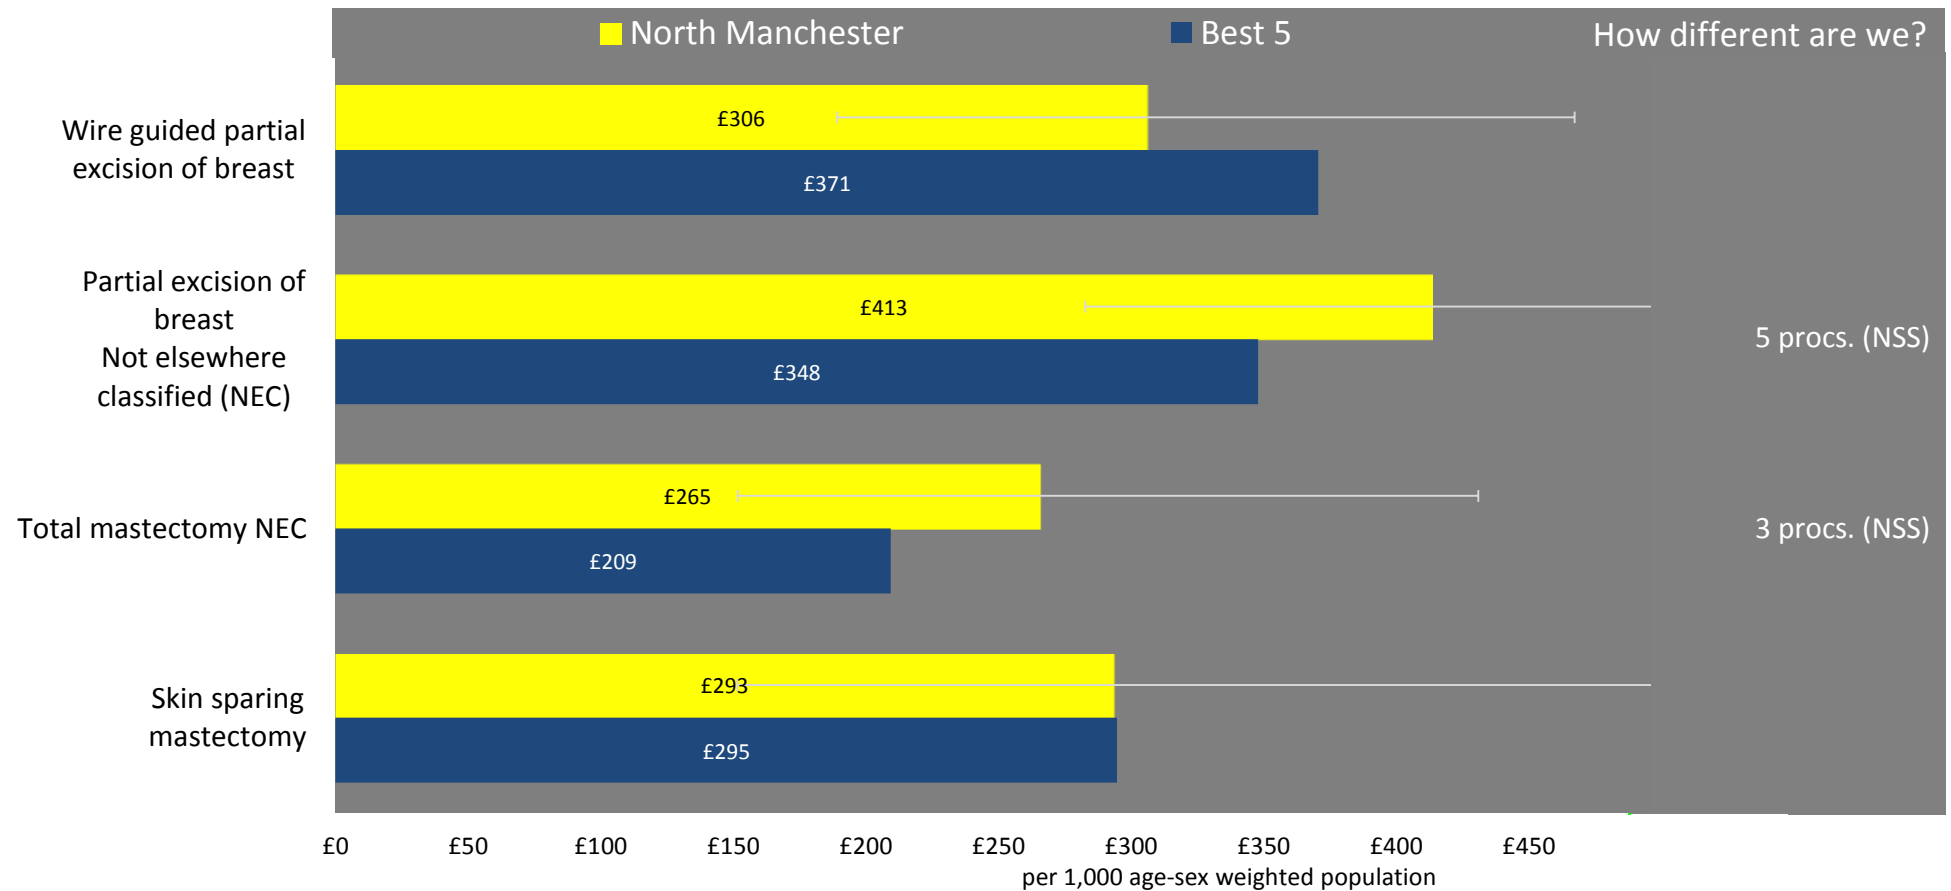 North Manchester
Best 5
How different are we?
Wire guided partial
excision of breast
£306
£371
Partial excision of
breast
Not elsewhere
classified (NEC)
£413
£348
5 procs. (NSS)
Total mastectomy NEC
£265
£209
3 procs. (NSS)
Skin sparing
mastectomy
£293
£295
£0 £50 £100 £150 £200 £250 £300 £350 £400 £450
per 1,000 age-sex weighted population